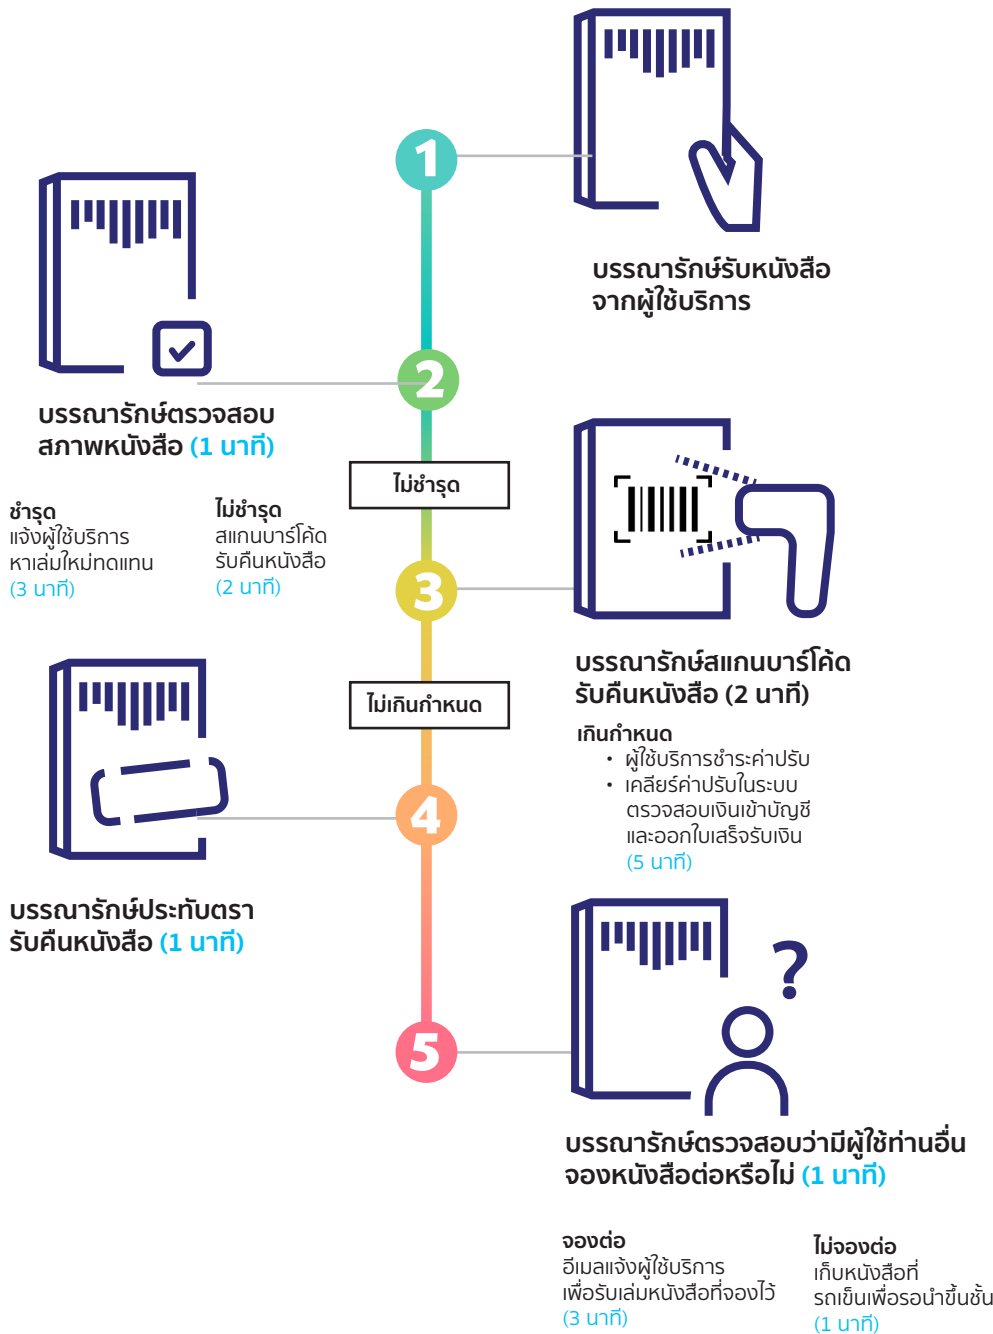 1
บรรณารักษ์รับหนังสือ
จากผู้ใช้บริการ
2
บรรณารักษ์ตรวจสอบ
สภาพหนังสือ (1 นาที)
ชำรุด
แจ้งผู้ใช้บริการ
หาเล่มใหม่ทดแทน
(3 นาที)
ไม่ชำรุด
สแกนบาร์โค้ด
รับคืนหนังสือ
(2 นาที)
ไม่ชำรุด
3
บรรณารักษ์สแกนบาร์โค้ด
รับคืนหนังสือ (2 นาที)
เกินกำหนด
• ผู้ใช้บริการชำระค่าปรับ
• เคลียร์ค่าปรับในระบบ
ตรวจสอบเงินเข้าบัญชี
และออกใบเสร็จรับเงิน
(5 นาที)
ไม่เกินกำหนด
4
บรรณารักษ์ประทับตรา
รับคืนหนังสือ (1 นาที)
5
?
บรรณารักษ์ตรวจสอบว่ามีผู้ใช้ท่านอื่น
จองหนังสือต่อหรือไม่ (1 นาที)
จองต่อ
อีเมลแจ้งผู้ใช้บริการ
เพื่อรับเล่มหนังสือที่จองไว้
(3 นาที)
ไม่จองต่อ
เก็บหนังสือที่
รถเข็นเพื่อรอนำขึ้นชั้น
(1 นาที)